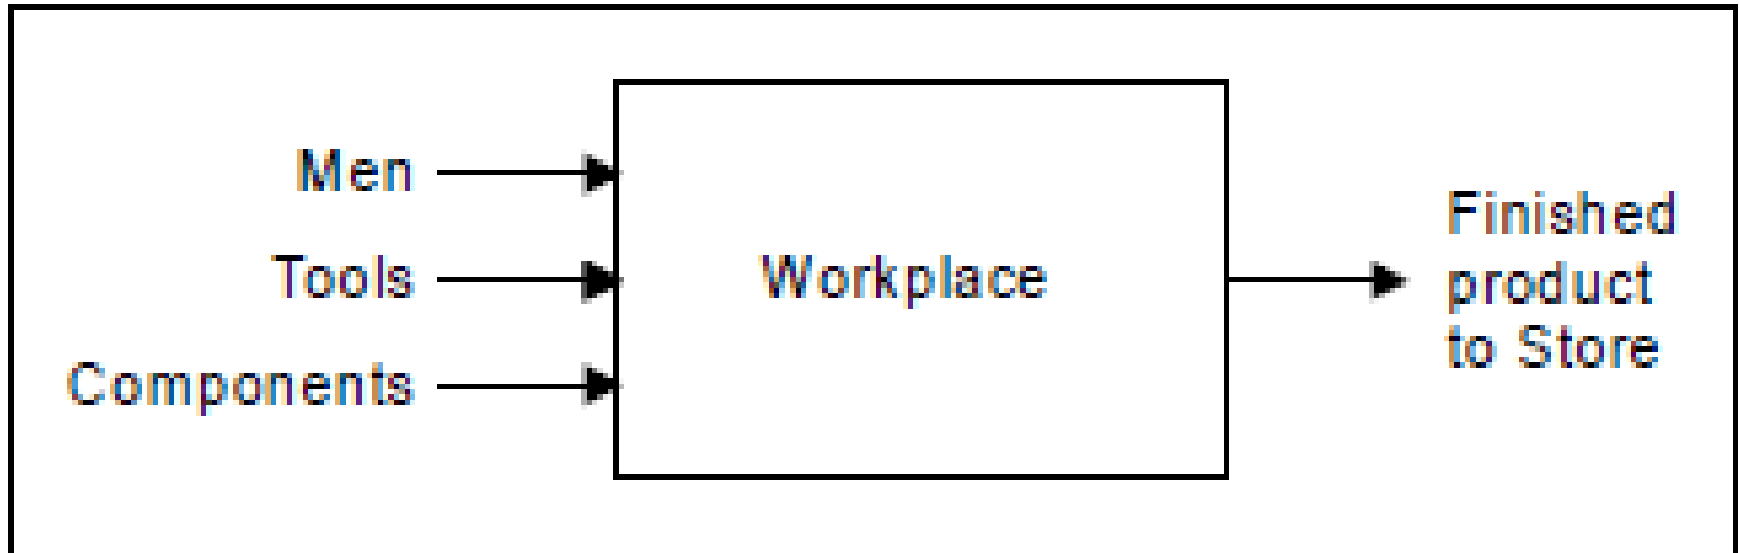 Men
Tools
Components
Workplace
Finished
product
to Store